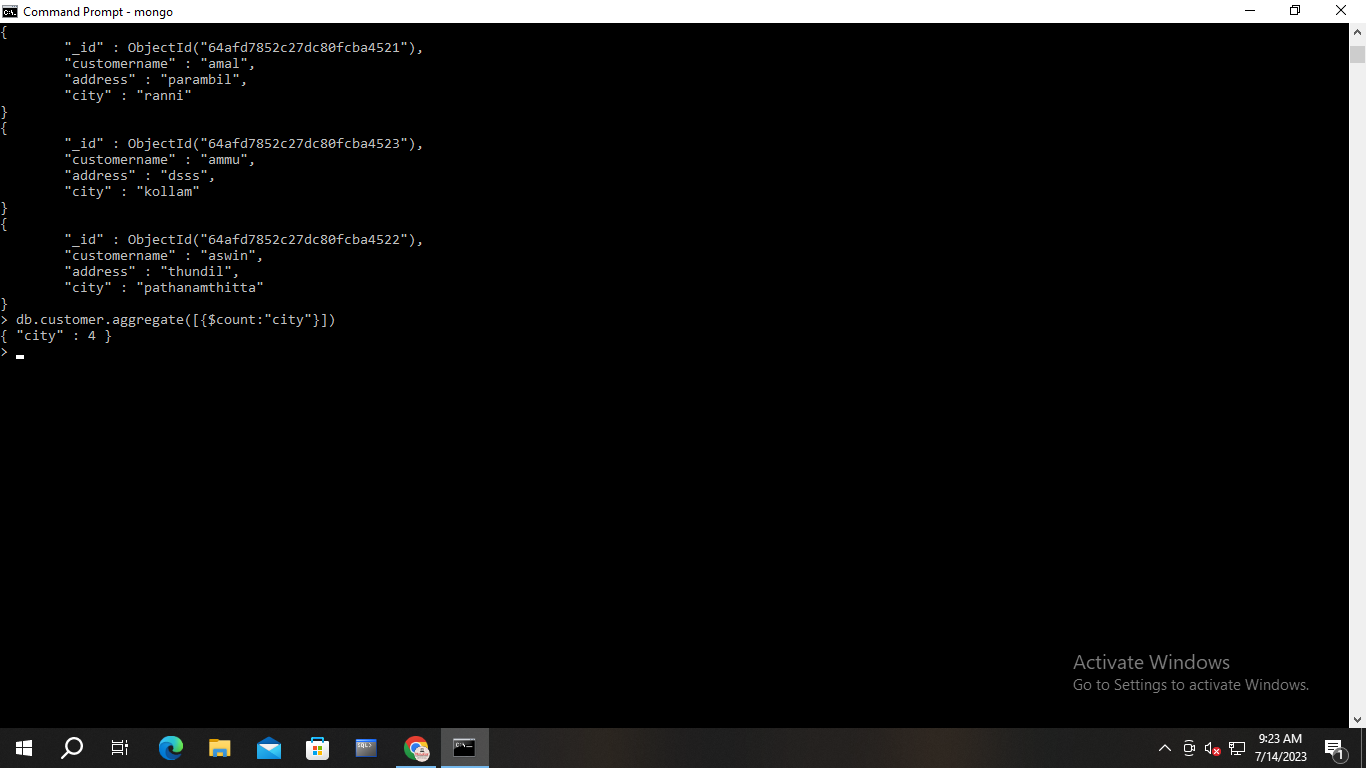 Command Prompt - mongo
{
"_id" : ObjectId("64afd7852c27dc80fcba4521"),
"customername" : "amal",
"address" : "parambil",
"city" : "ranni"
}
{
"_id" : ObjectId("64afd7852c27dc80fcba4523"),
"customername" : "ammu",
"address" : "dsss",
"city" : "kollam"
}
{
"_id" : ObjectId("64afd7852c27dc80fcba4522"),
"customername" : "aswin",
"address" : "thundil",
"city" : "pathanamthitta"
}
> db.customer.aggregate([{$count:"city"}])
{ "city" : 4 }
>
Activate Windows
Go to Settings to activate Windows.
9:23 AM
7/14/2023
1